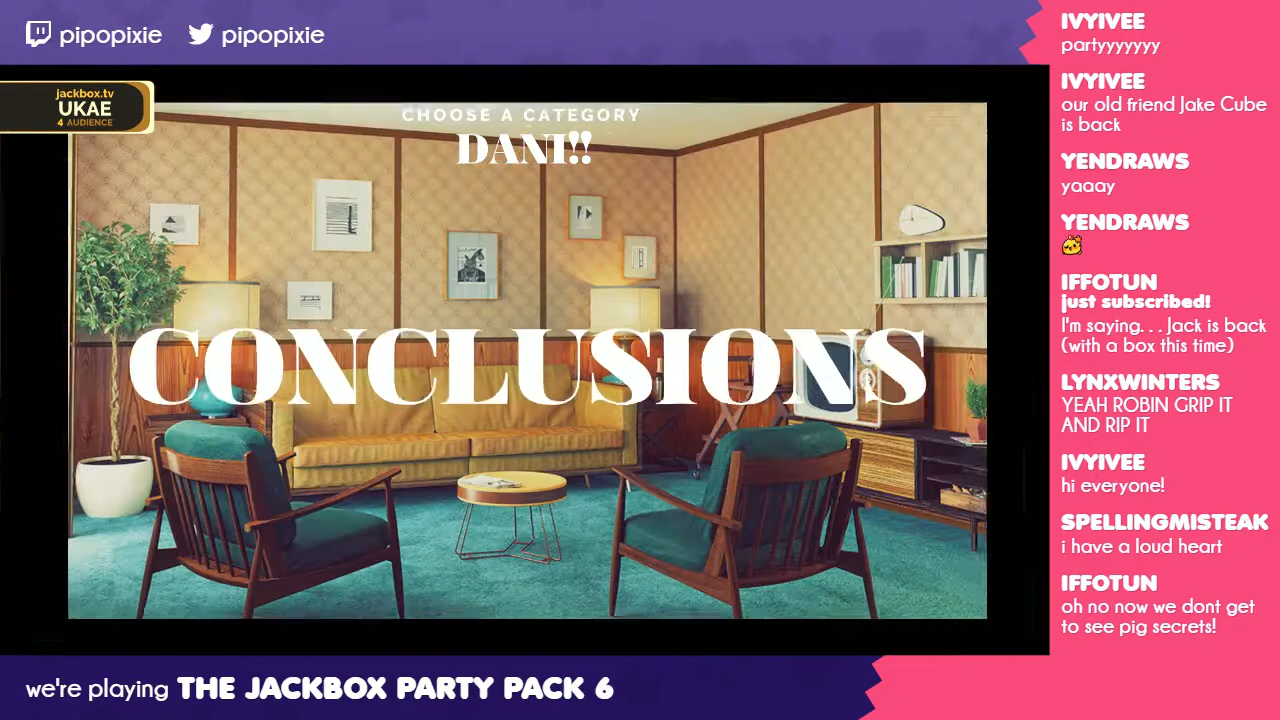 pipopixie pipopixie
jackbox.tv
UKAE
4 AUDIENCE
CHOOSE A CATEGORY
DANI!!
CONCLUSIONS
we're playing THE JACKBOX PARTY PACK 6
IVYIVEE
partyyyyyyy
IVYIVEE
our old friend Jake Cube
is back
YENDRAWS
yaaay
YENDRAWS
IFFOTUN
just subscribed!
I'm saying. . . Jack is back
(with a box this time)
LYNXWINTERS
YEAH ROBIN GRIP IT
AND RIP IT
IVYIVEE
hi everyone!
SPELLINGMISTEAK
i have a loud heart
IFFOTUN
oh no now we dont get
to see pig secrets!